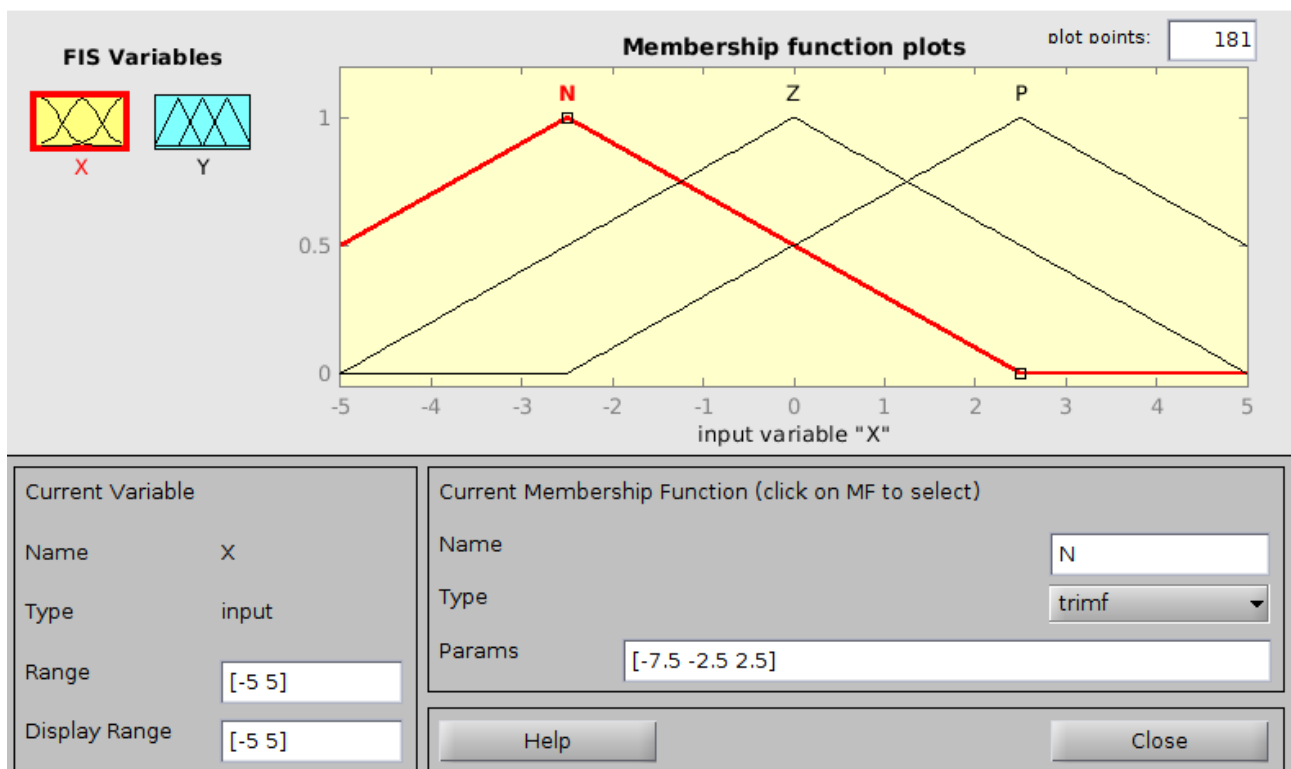 FIS Variables
X
Y
Membership function plots
plot points:
181
N
Z
P
1
0.5
0
-5
-4
-3
-2
-1
0
1
2
3
4
5
input variable "X"
Current Variable
Name X
Type input
Range [-5 5]
Display Range [-5 5]
Current Membership Function (click on MF to select)
Name N
Type trimf
Params [-7.5 -2.5 2.5]
Help
Close